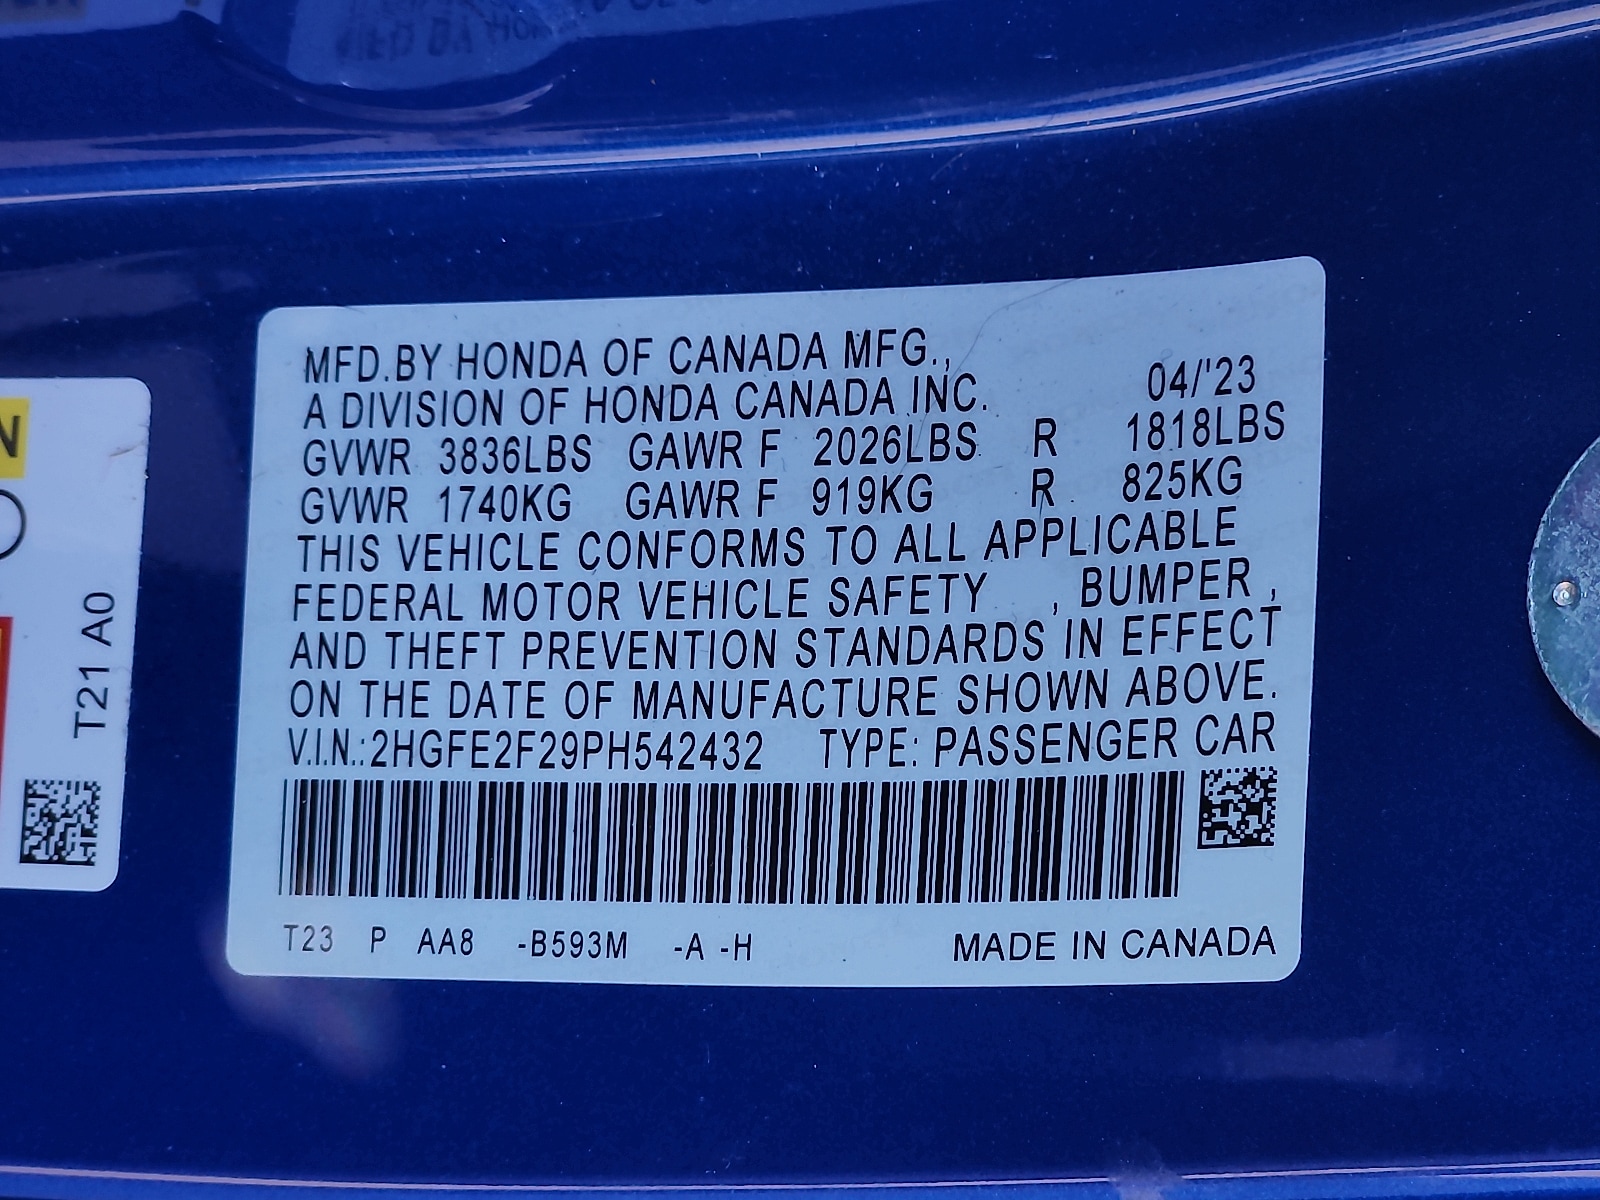 MFD.BY HONDA OF CANADA MFG.,
A DIVISION OF HONDA CANADA INC. 04/'23
GVWR 3836LBS GAWR F 2026LBS R 1818LBS
GVWR 1740KG GAWR F 919KG R 825KG
THIS VEHICLE CONFORMS TO ALL APPLICABLE
FEDERAL MOTOR VEHICLE SAFETY , BUMPER ,
AND THEFT PREVENTION STANDARDS IN EFFECT
ON THE DATE OF MANUFACTURE SHOWN ABOVE.
V.I.N.:2HGFE2F29PH542432 TYPE: PASSENGER CAR
T23 P AA8 -B593M -A -H MADE IN CANADA
N
T21 A0